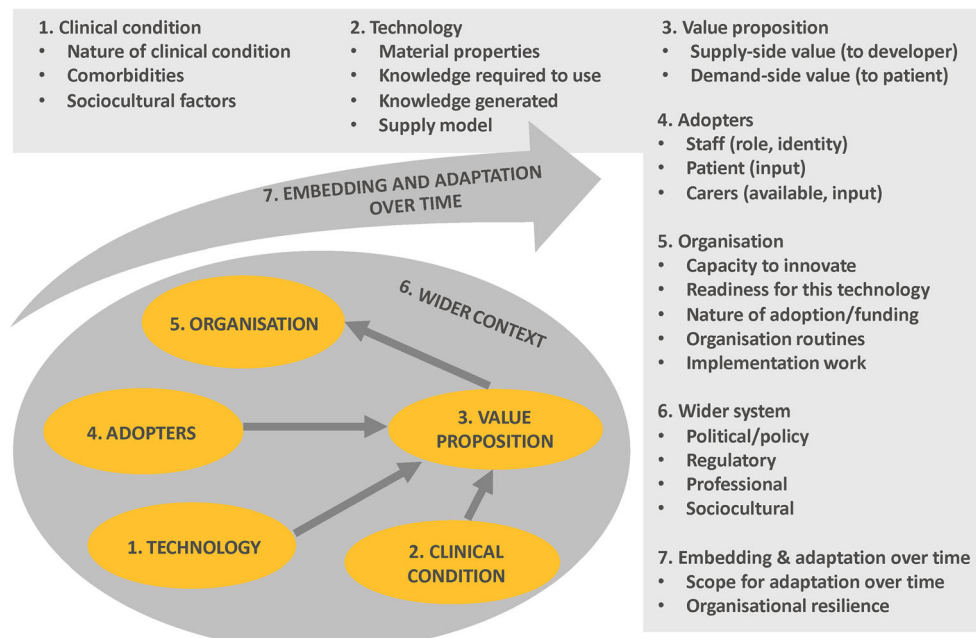 1. Clinical condition
• Nature of clinical condition
• Comorbidities
• Sociocultural factors
2. Technology
• Material properties
• Knowledge required to use
• Knowledge generated
• Supply model
3. Value proposition
• Supply-side value (to developer)
• Demand-side value (to patient)
4. Adopters
• Staff (role, identity)
• Patient (input)
• Carers (available, input)
5. Organisation
• Capacity to innovate
• Readiness for this technology
• Nature of adoption/funding
• Organisation routines
• Implementation work
6. Wider system
• Political/policy
• Regulatory
• Professional
• Sociocultural
7. Embedding & adaptation over time
• Scope for adaptation over time
• Organisational resilience
7. EMBEDDING AND ADAPTATION
OVER TIME
6. WIDER CONTEXT
5. ORGANISATION
4. ADOPTERS
3. VALUE
PROPOSITION
1. TECHNOLOGY
2. CLINICAL
CONDITION